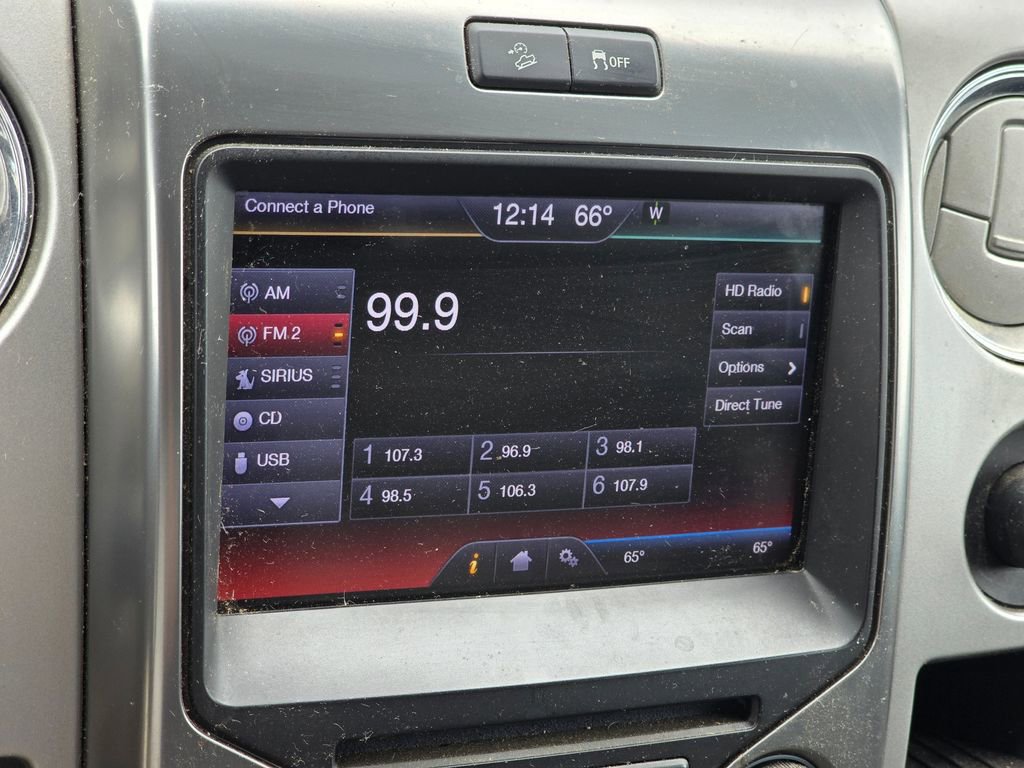 OFF
Connect a Phone
12:14 66° W
AM
FM 2
SIRIUS
CD
USB
99.9
HD Radio
Scan
Options
Direct Tune
1 107.3 2 96.9 3 98.1
4 98.5 5 106.3 6 107.9
i 65° 65°